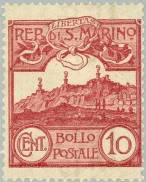 LIBERTAS
REP. DI S. MARINO
CENT. BOLLO 10
POSTALE